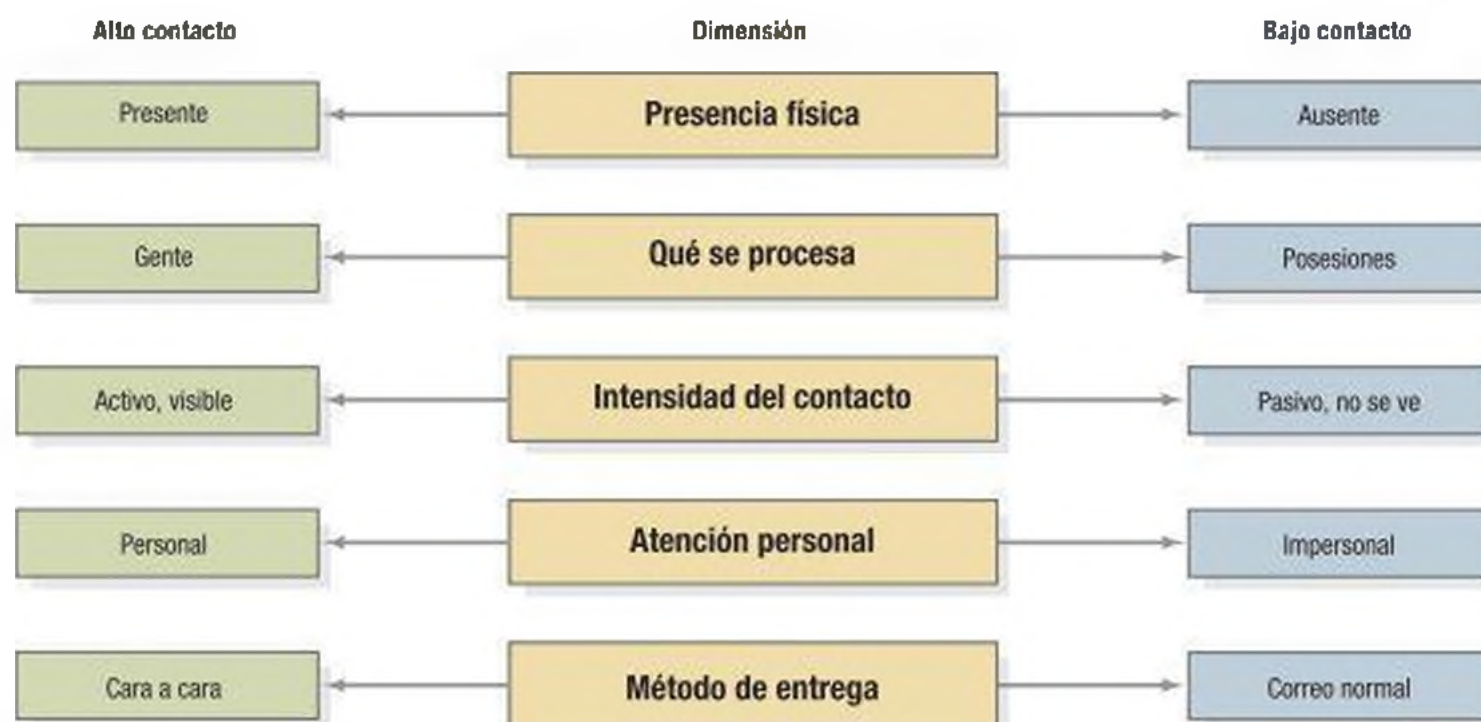 Alto contacto Dimensión Bajo contacto
Presente Presencia física Ausente
Gente Qué se procesa Posesiones
Activo, visible Intensidad del contacto Pasivo, no se ve
Personal Atención personal Impersonal
Cara a cara Método de entrega Correo normal